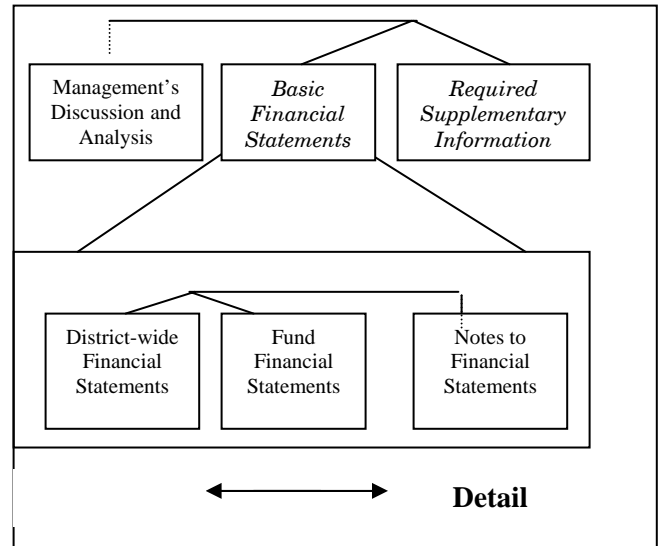 Management's
Discussion and
Analysis
Basic
Financial
Statements
Required
Supplementary
Information
District-wide
Financial
Statements
Fund
Financial
Statements
Notes to
Financial
Statements
Detail